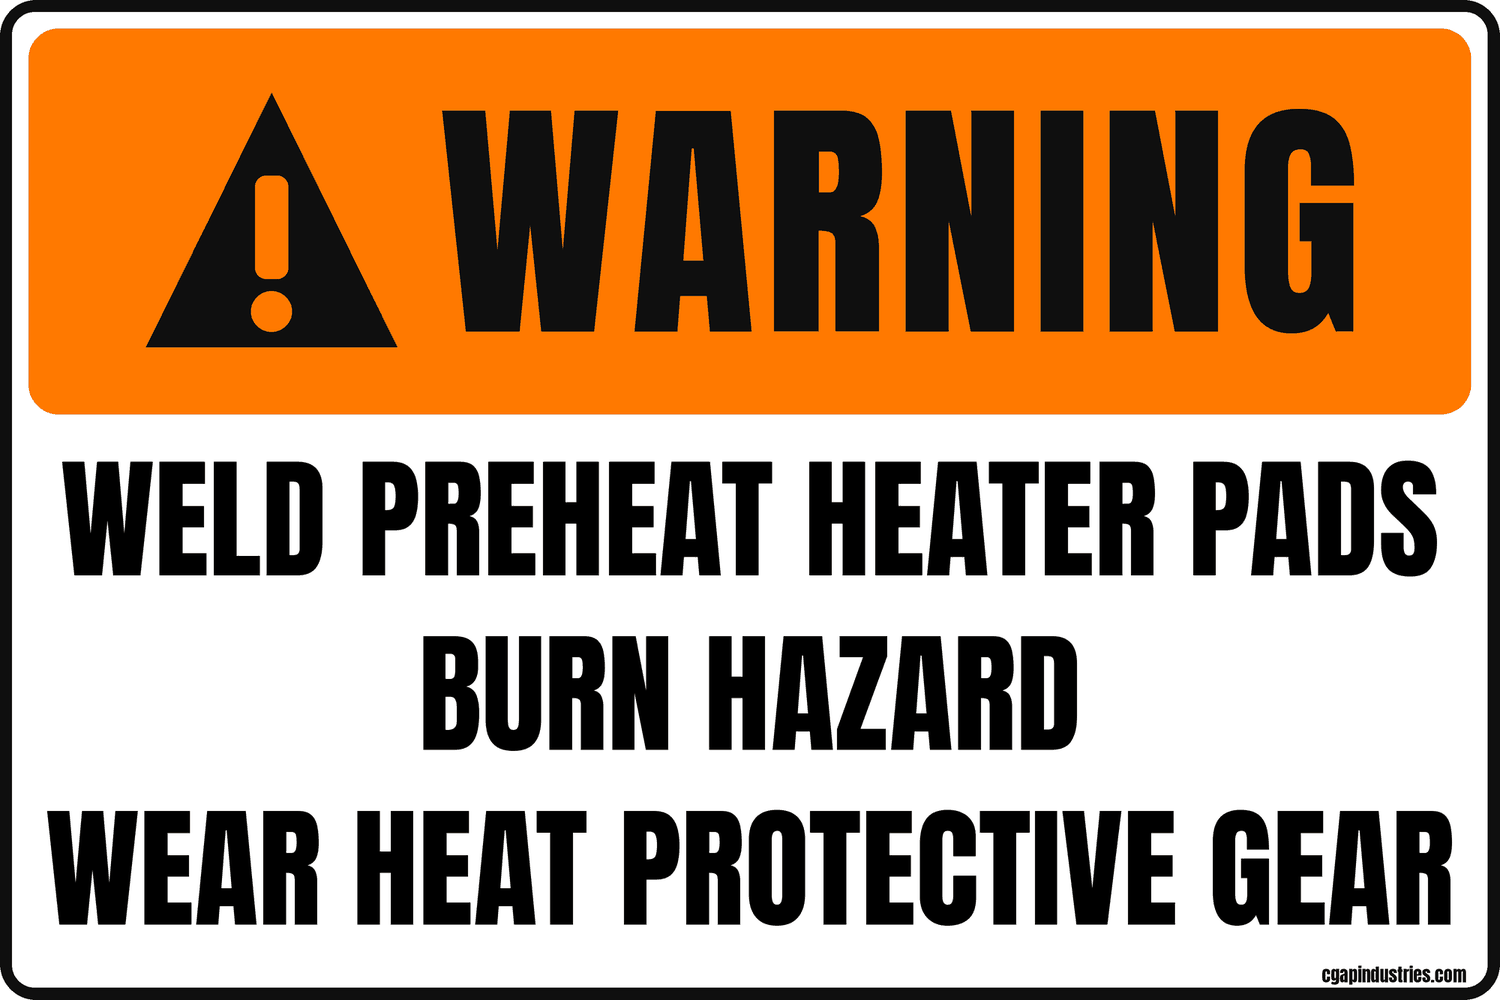 WARNING
WELD PREHEAT HEATER PADS
BURN HAZARD
WEAR HEAT PROTECTIVE GEAR
cgapindustries.com